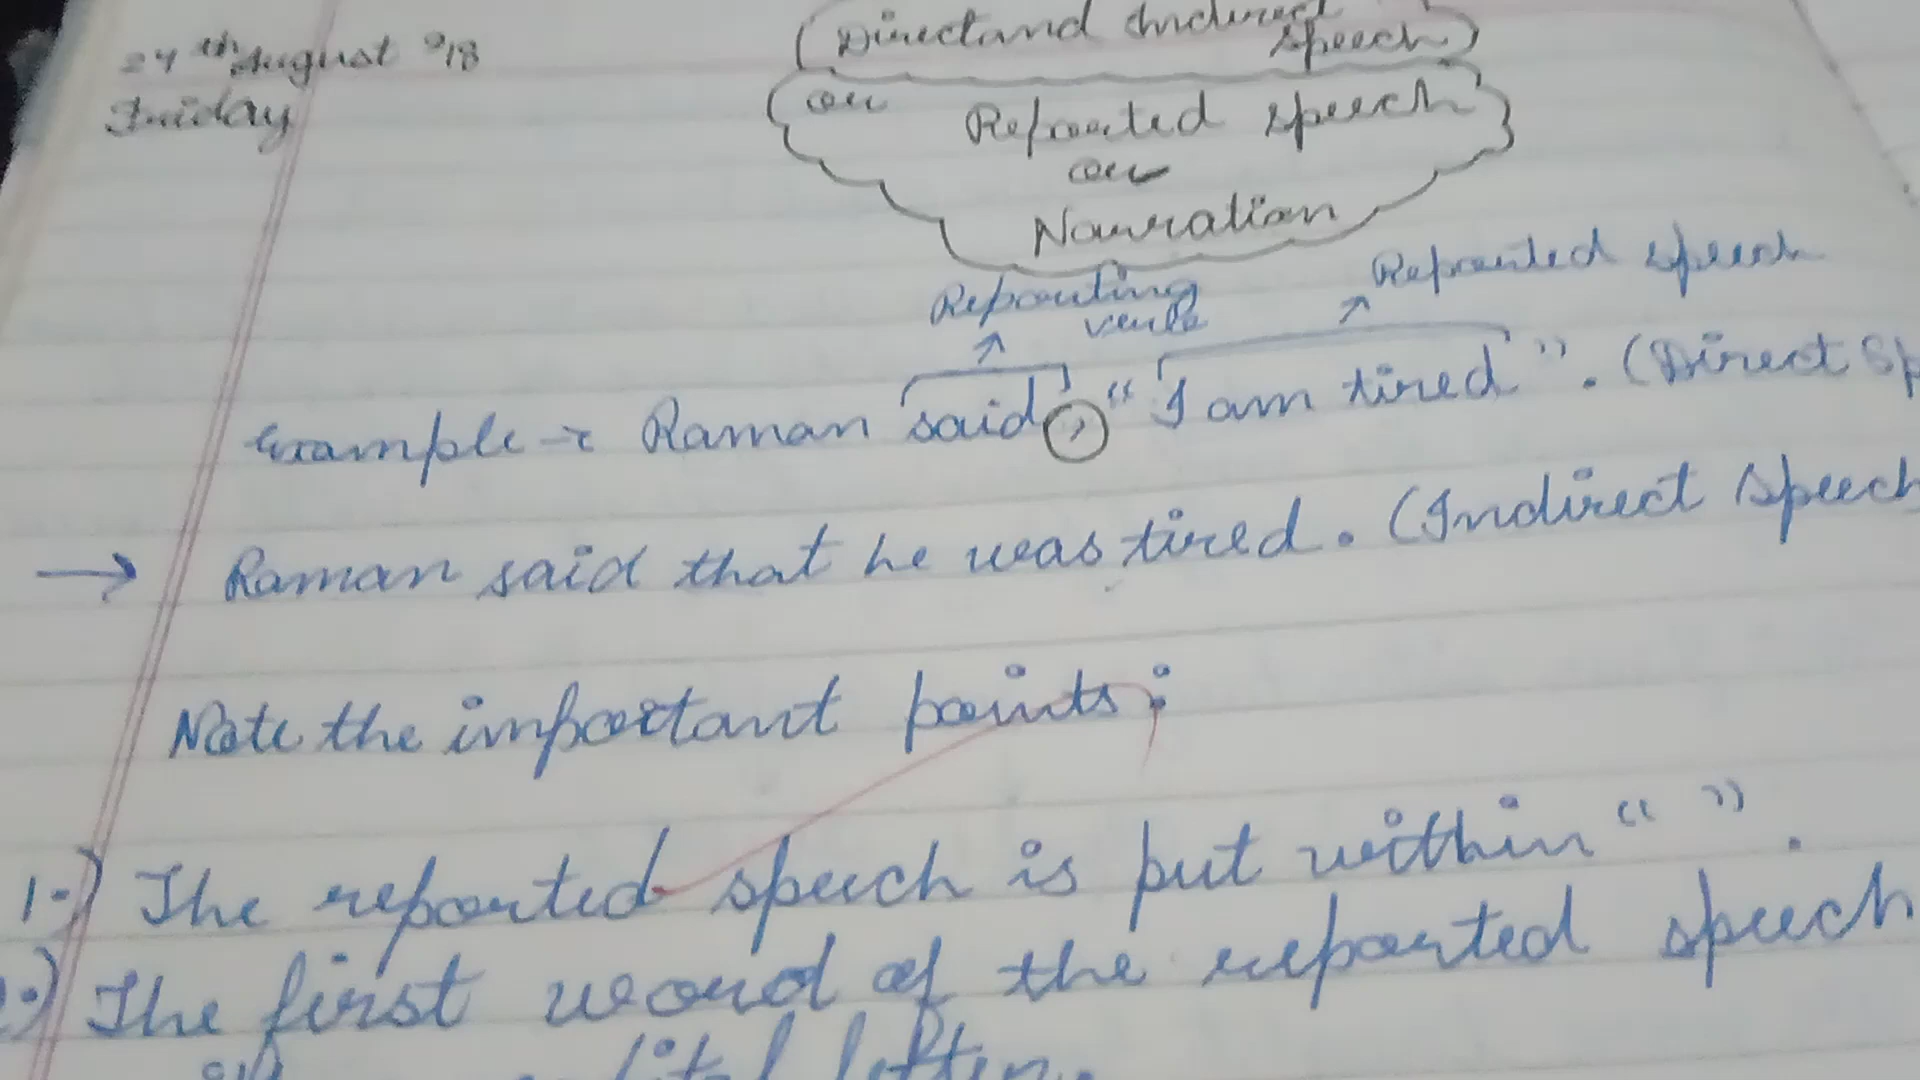 24th August 18
Friday
(Direct and Indirect
Speech)
or
Reported Speech
or
Narration
Reporting
verb
Reported speech
Example → Raman said, "I am tired". (Direct Sp
→ Raman said that he was tired. (Indirect Speech
Note the important points;
1.) The reported speech is put within " ".
2.) The first word of the reported speech
capital letter.